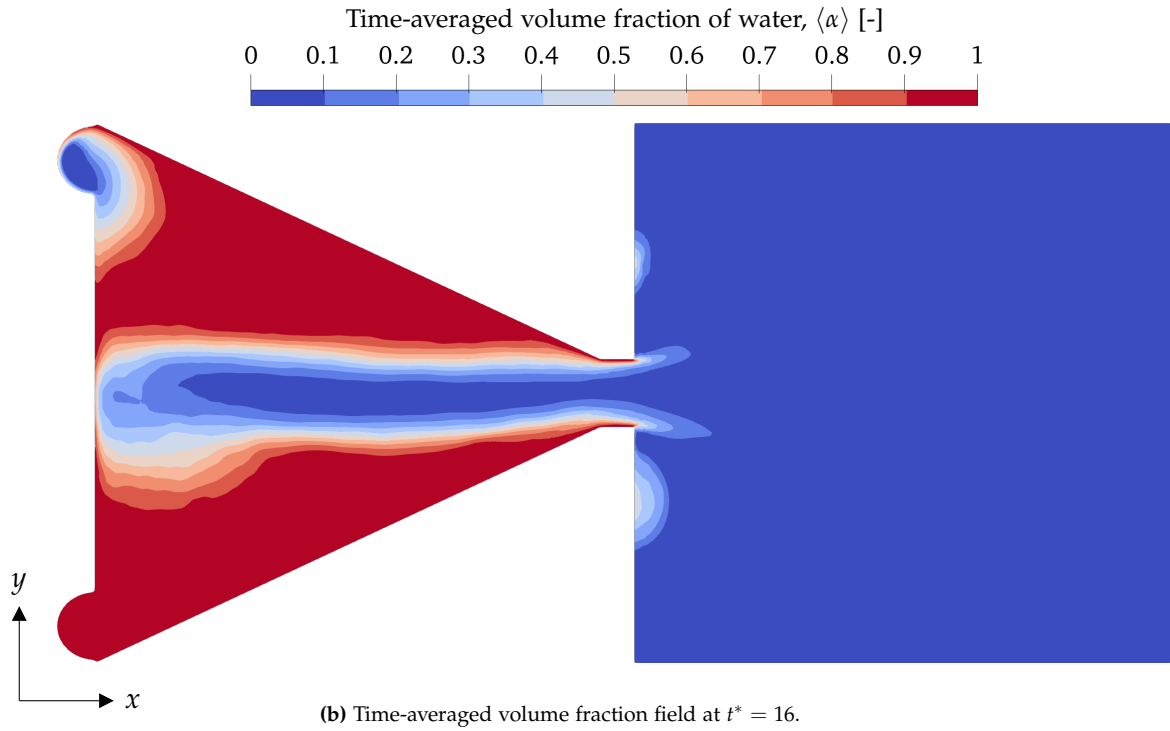 Time-averaged volume fraction of water, ⟨α⟩ [-]
0 0.1 0.2 0.3 0.4 0.5 0.6 0.7 0.8 0.9 1
y
x
(b) Time-averaged volume fraction field at t* = 16.